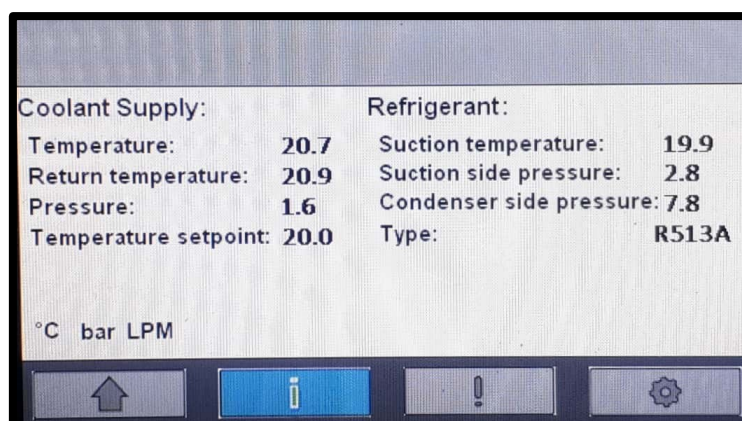 Coolant Supply:
Temperature: 20.7
Return temperature: 20.9
Pressure: 1.6
Temperature setpoint: 20.0
Refrigerant:
Suction temperature: 19.9
Suction side pressure: 2.8
Condenser side pressure: 7.8
Type: R513A
°C bar LPM